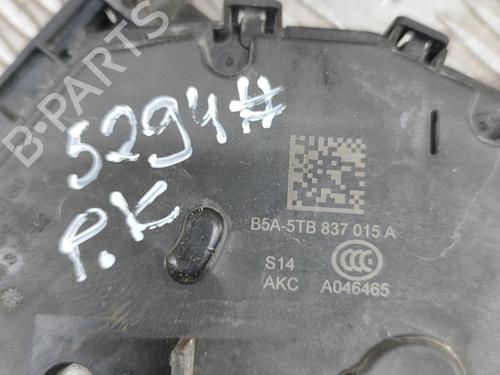 B-PARTS
5294#
P.K
B5A-5TB 837 015 A
S14
AKC A046465